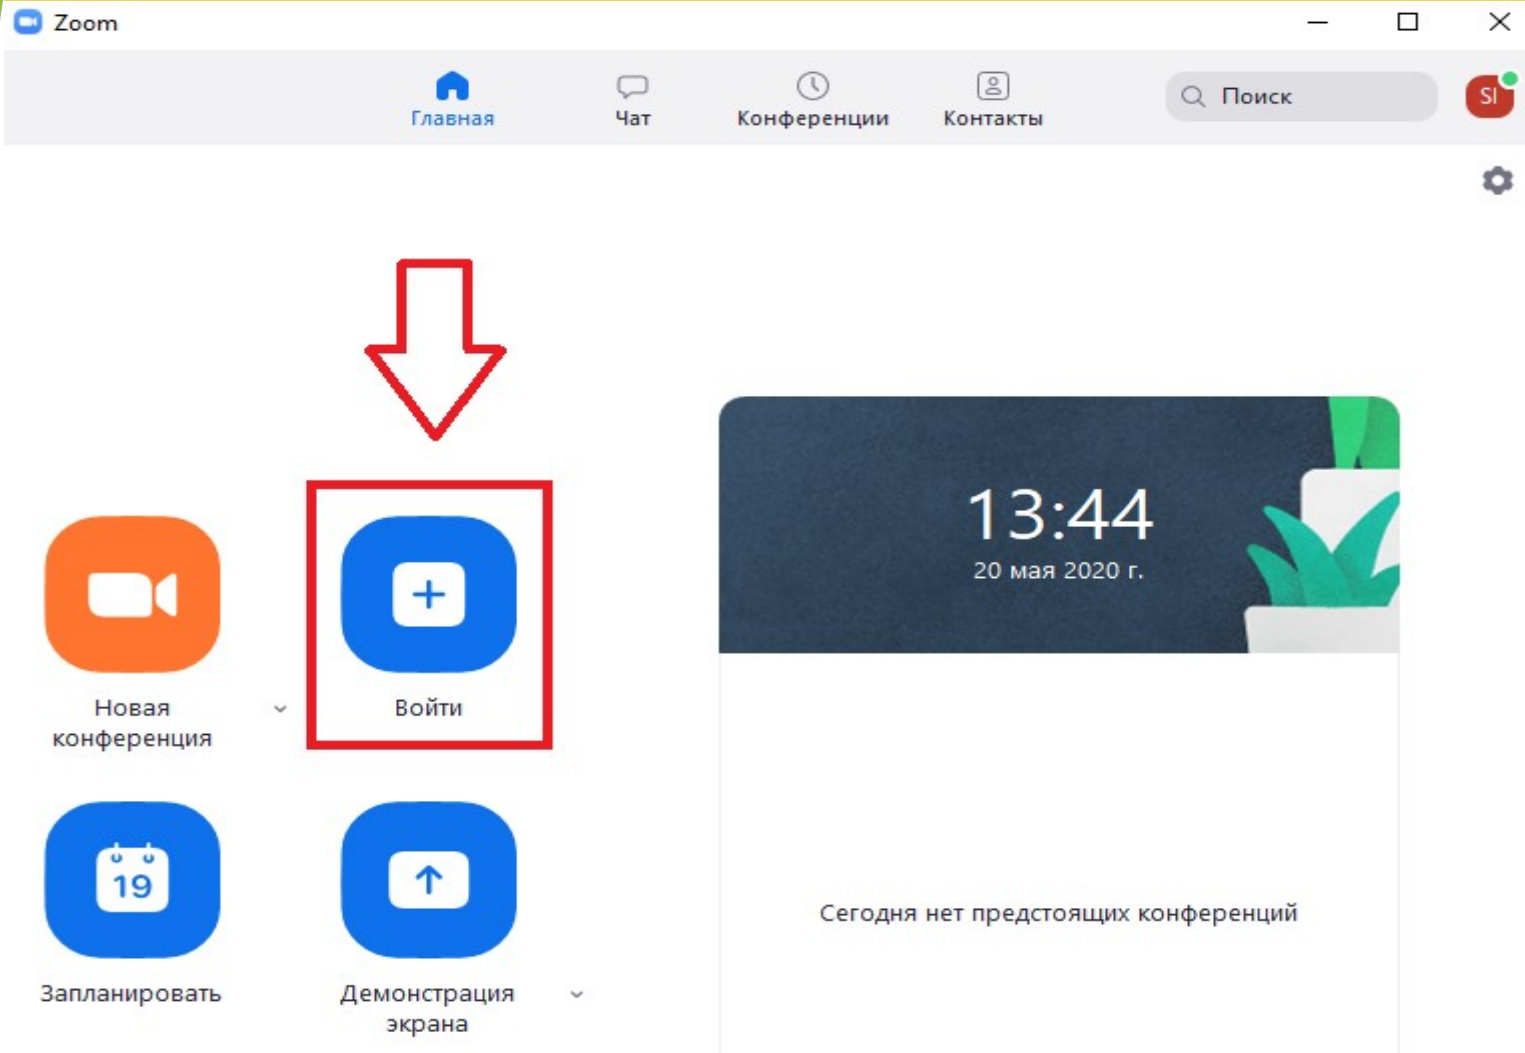 Zoom
Главная
Чат
Конференции
Контакты
Поиск
SI
13:44
20 мая 2020 г.
Новая
конференция
Войти
19
Запланировать
Демонстрация
экрана
Сегодня нет предстоящих конференций